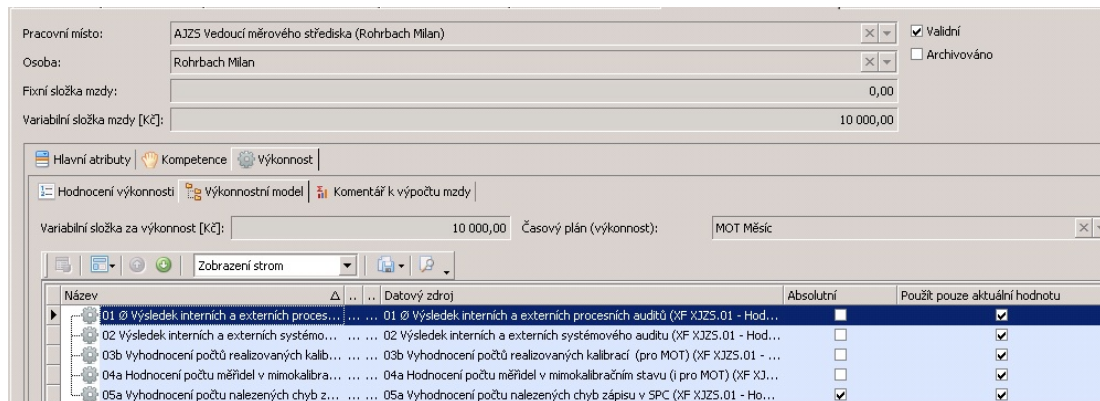 Pracovní místo: AJZS Vedoucí měrového střediska (Rohrbach Milan) Validní
Osoba: Rohrbach Milan Archivováno
Fixní složka mzdy: 0,00
Variabilní složka mzdy [Kč]: 10 000,00
Hlavní atributy Kompetence Výkonnost
Hodnocení výkonnosti Výkonnostní model Komentář k výpočtu mzdy
Variabilní složka za výkonnost [Kč]: 10 000,00 Časový plán (výkonnost): MOT Měsíc
Zobrazení strom
Název .. .. Datový zdroj Absolutní Použít pouze aktuální hodnotu
01 Ø Výsledek interních a externích proces... ... ... 01 Ø Výsledek interních a externích procesních auditů (XF XJZS.01 - Hod...
02 Výsledek interních a externích systémo... ... ... 02 Výsledek interních a externích systémového auditu (XF XJZS.01 - Hod...
03b Vyhodnocení počtů realizovaných kalib... ... ... 03b Vyhodnocení počtů realizovaných kalibrací (pro MOT) (XF XJZS.01 - ...
04a Hodnocení počtu měřidel v mimokalibra... ... ... 04a Hodnocení počtu měřidel v mimokalibračním stavu (i pro MOT) (XF XJ...
05a Vyhodnocení počtu nalezených chyb z... ... ... 05a Vyhodnocení počtu nalezených chyb zápisu v SPC (XF XJZS.01 - Ho...